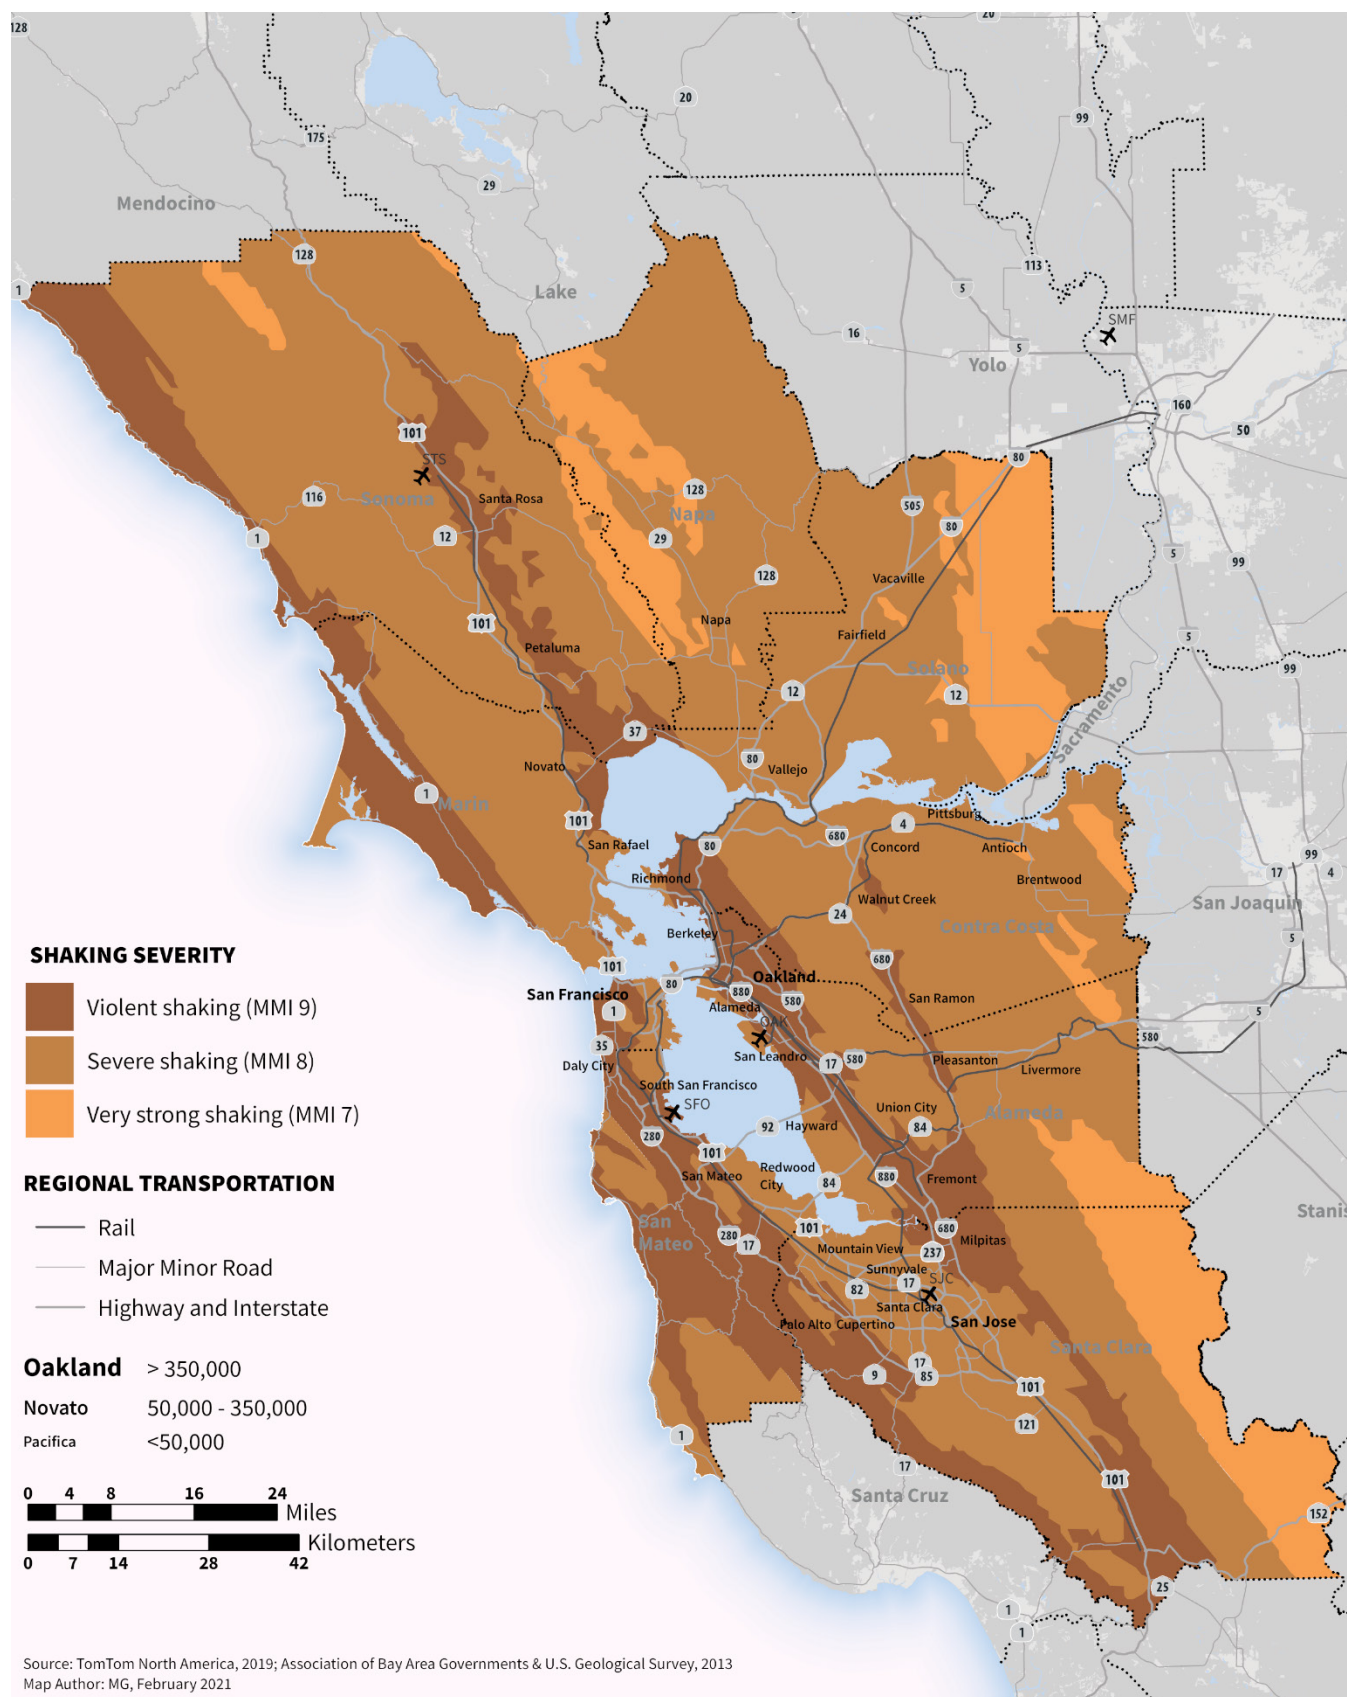 128
20
20
99
175
29
Mendocino
128
113
1
Lake
5
SMF
16
5
Yolo
160
50
101
STS
80
116
Sonoma
Santa Rosa
128
Napa
505
80
1
12
29
5
99
128
Vacaville
101
Napa
Fairfield
5
Petaluma
99
Solano
12
12
Sacramento
37
80
Novato
Vallejo
1
Marin
101
Pittsburg
4
680
San Rafael
80
Concord
Antioch
99
4
17
Richmond
Brentwood
Walnut Creek
San Joaquin
24
Contra Costa
Berkeley
5
680
101
Oakland
80
880
580
San Francisco
San Ramon
Alameda
1
5
OAK
580
35
San Leandro
17
580
Pleasanton
Daly City
Livermore
South San Francisco
SFO
Union City
Alameda
92
Hayward
84
280
101
San Mateo
Redwood
City
84
880
Fremont
San
Mateo
Stanis
101
680
280
17
Mountain View
237
Milpitas
Sunnyvale
82
17
SJC
Santa Clara
Palo Alto
Cupertino
San Jose
Santa Clara
17
9
85
101
121
1
17
101
Santa Cruz
152
25
1
1
SHAKING SEVERITY
Violent shaking (MMI 9)
Severe shaking (MMI 8)
Very strong shaking (MMI 7)
REGIONAL TRANSPORTATION
Rail
Major Minor Road
Highway and Interstate
Oakland > 350,000
Novato 50,000 - 350,000
Pacifica <50,000
0 4 8 16 24
Miles
Kilometers
0 7 14 28 42
Source: TomTom North America, 2019; Association of Bay Area Governments & U.S. Geological Survey, 2013
Map Author: MG, February 2021